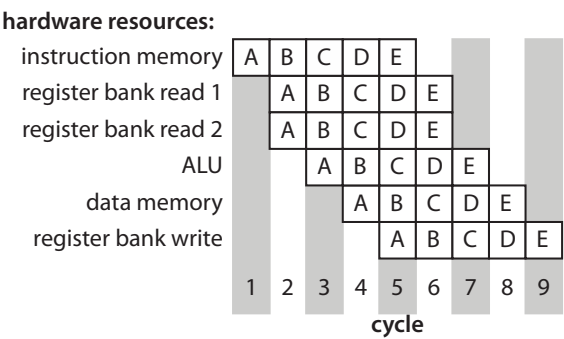 hardware resources:
instruction memory A B C D E
register bank read 1 A B C D E
register bank read 2 A B C D E
ALU A B C D E
data memory A B C D E
register bank write A B C D E
1 2 3 4 5 6 7 8 9
cycle